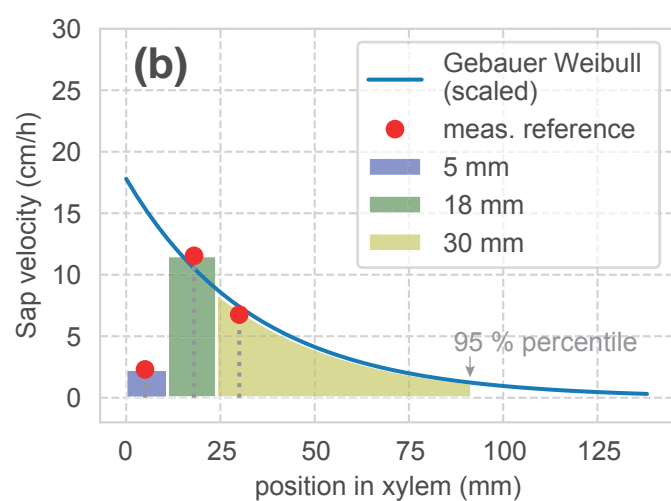 30
25
20
15
10
5
0
Sap velocity (cm/h)
(b)
Gebauer Weibull
(scaled)
meas. reference
5 mm
18 mm
30 mm
95 % percentile
0 25 50 75 100 125
position in xylem (mm)